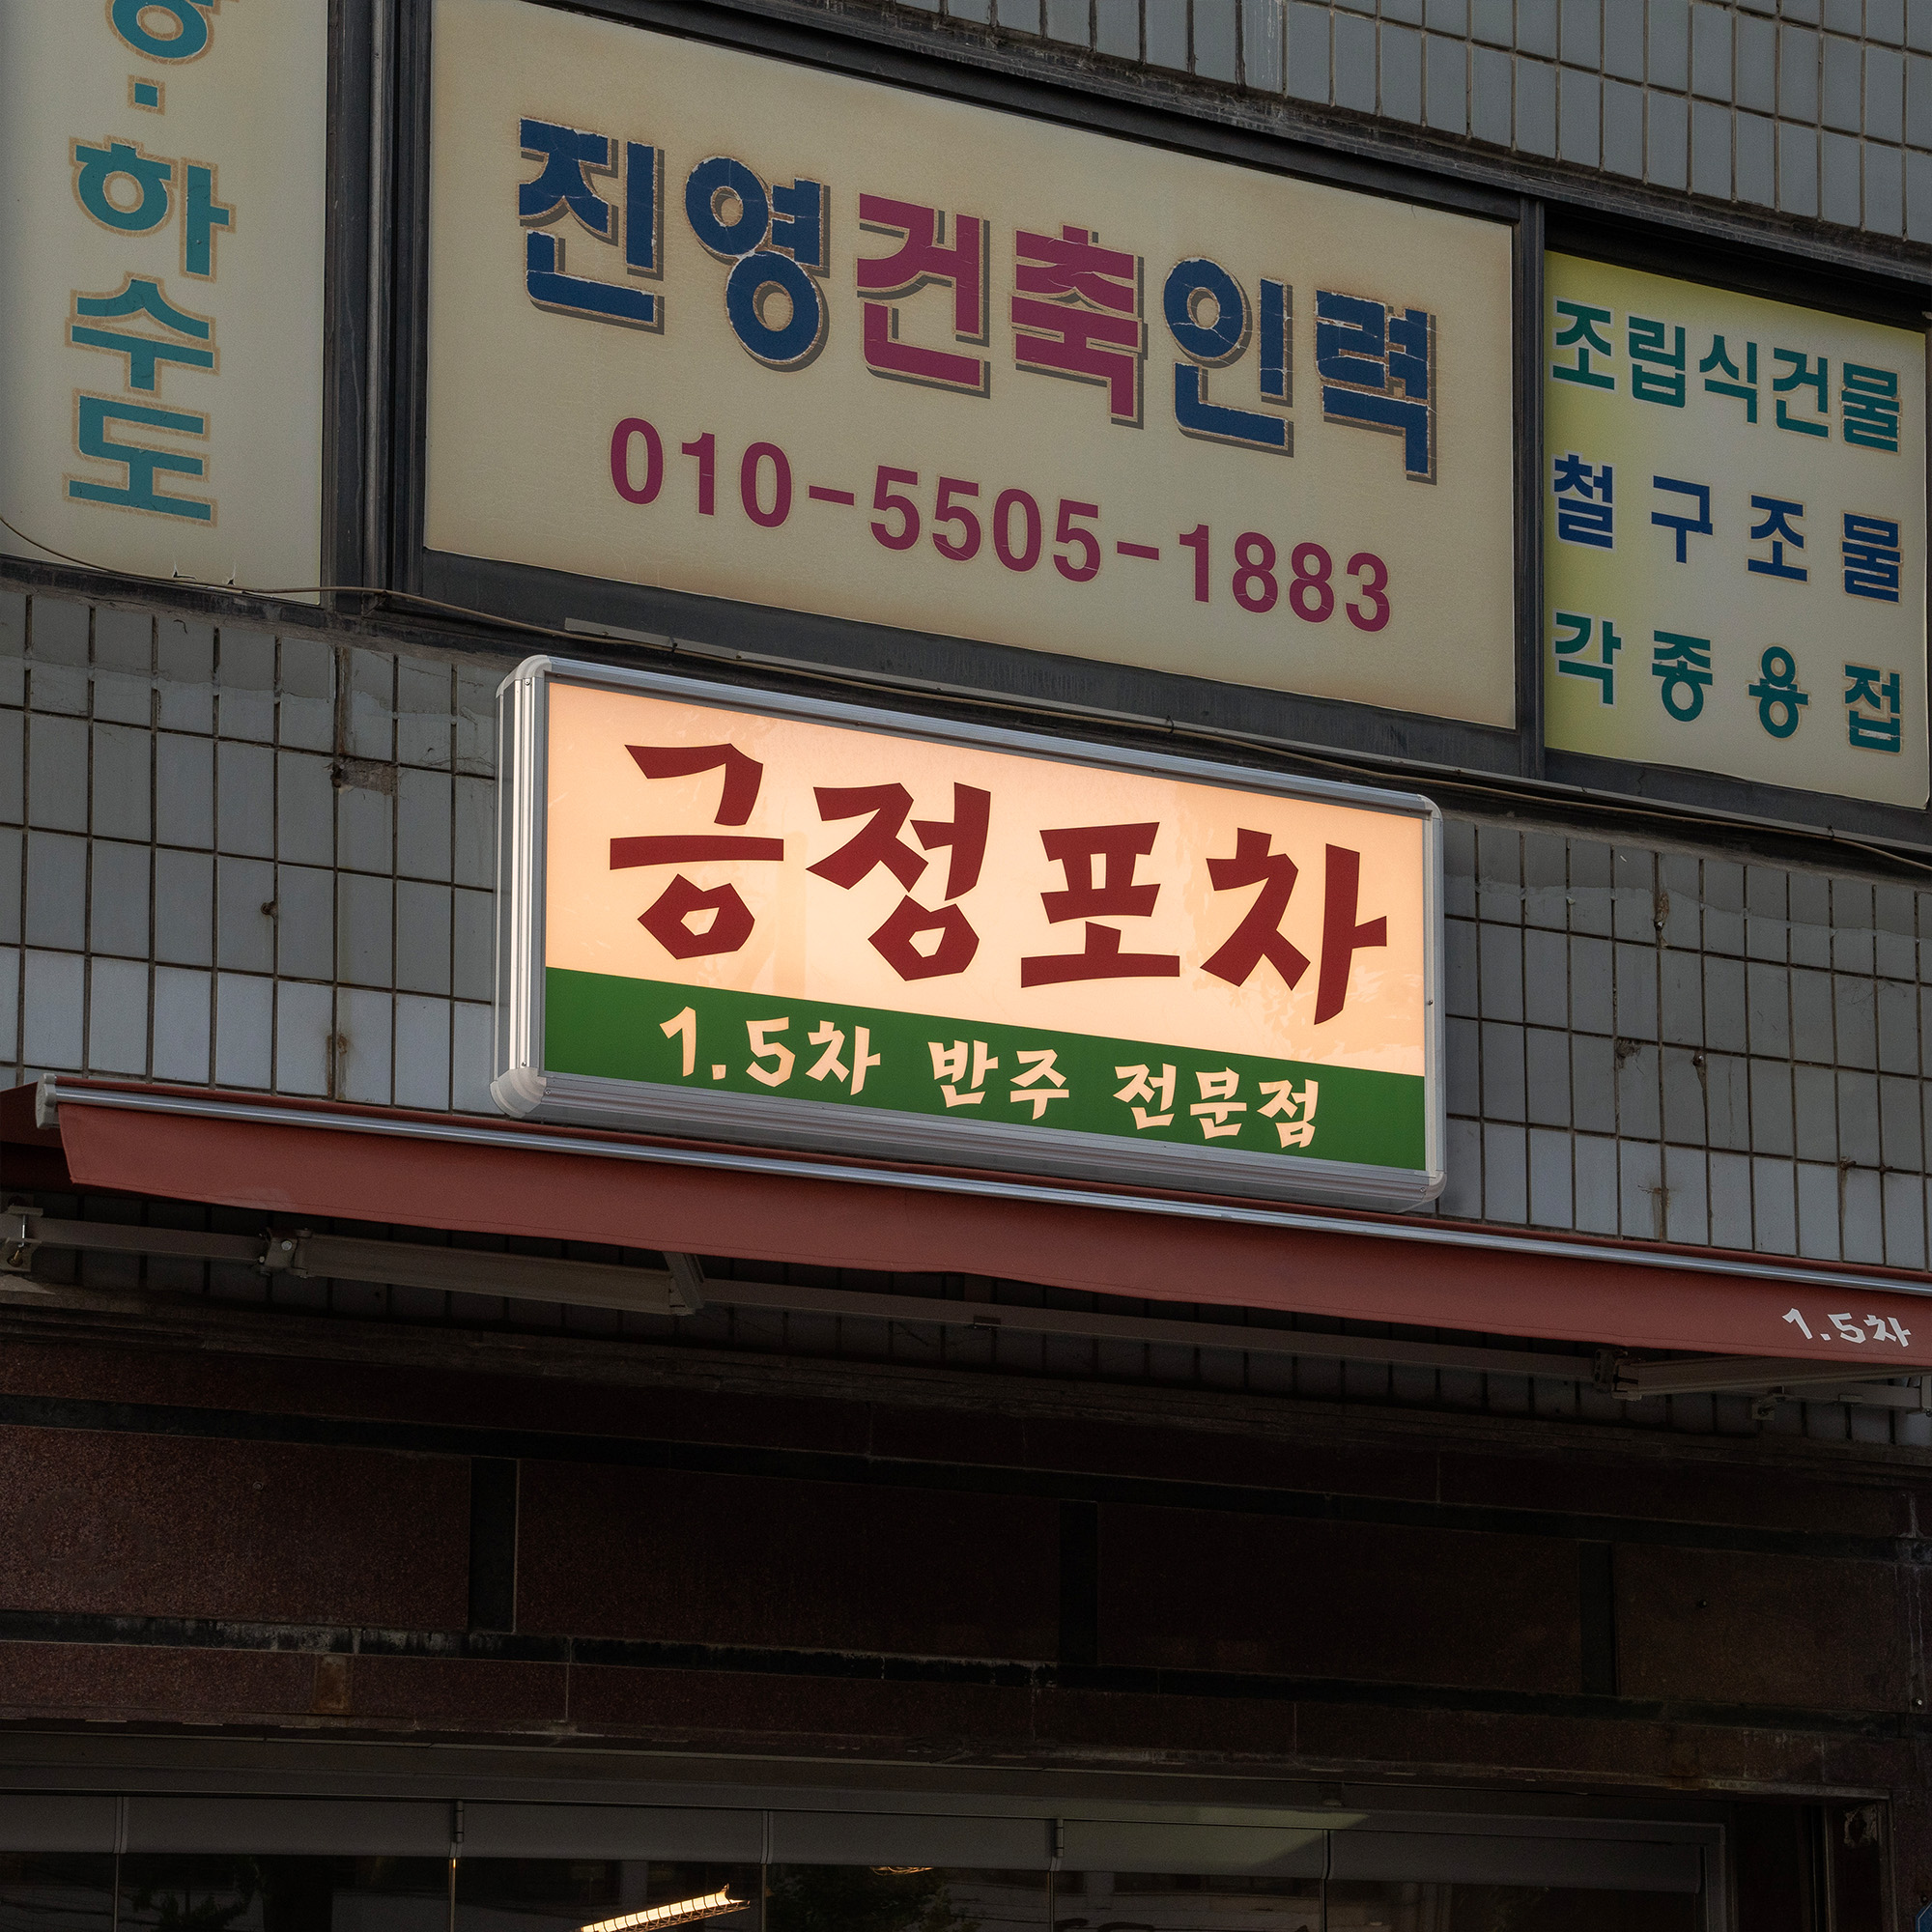 하수도
진영건축인력
010-5505-1883
조립식건물
철구조물
각종용접
긍정포차
1.5차 반주 전문점
1.5차